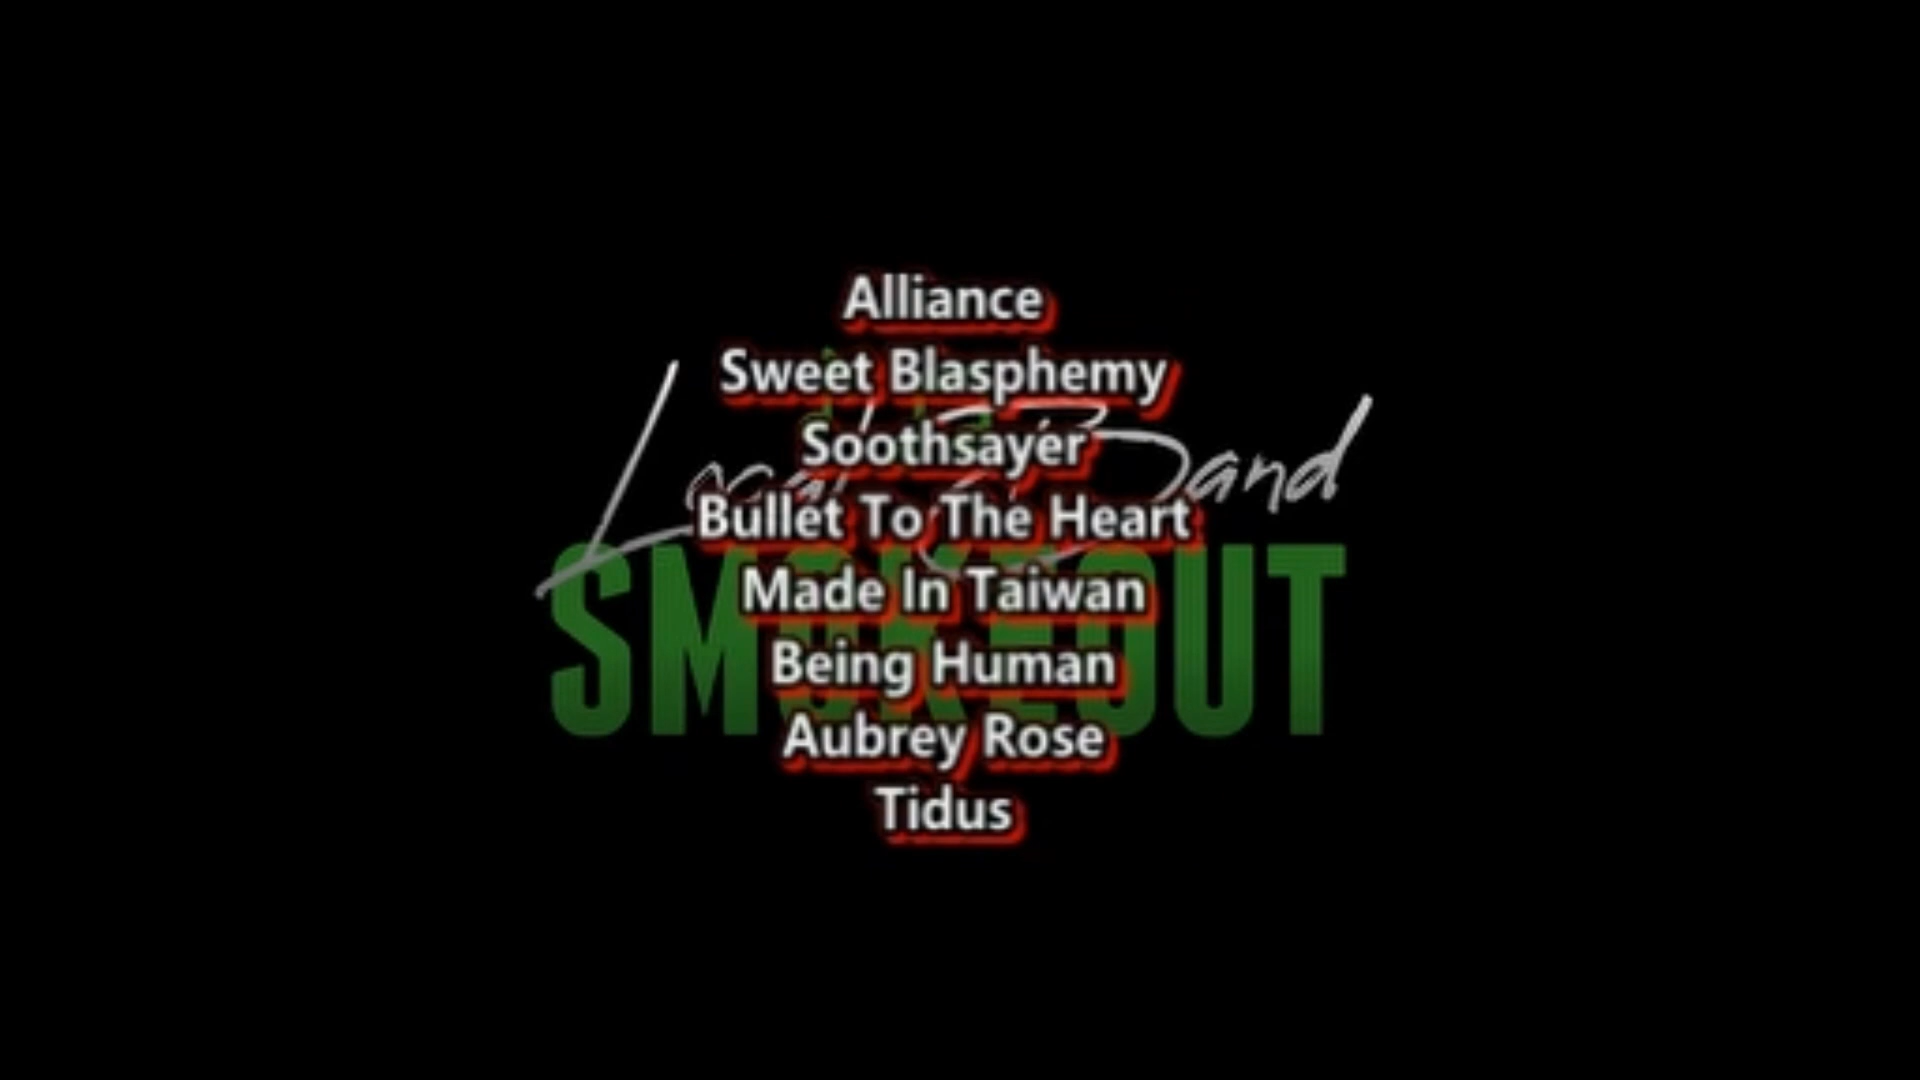 Alliance
Sweet Blasphemy
Local Band
Soothsayer
Bullet To The Heart
SMOKEOUT
Made In Taiwan
Being Human
Aubrey Rose
Tidus